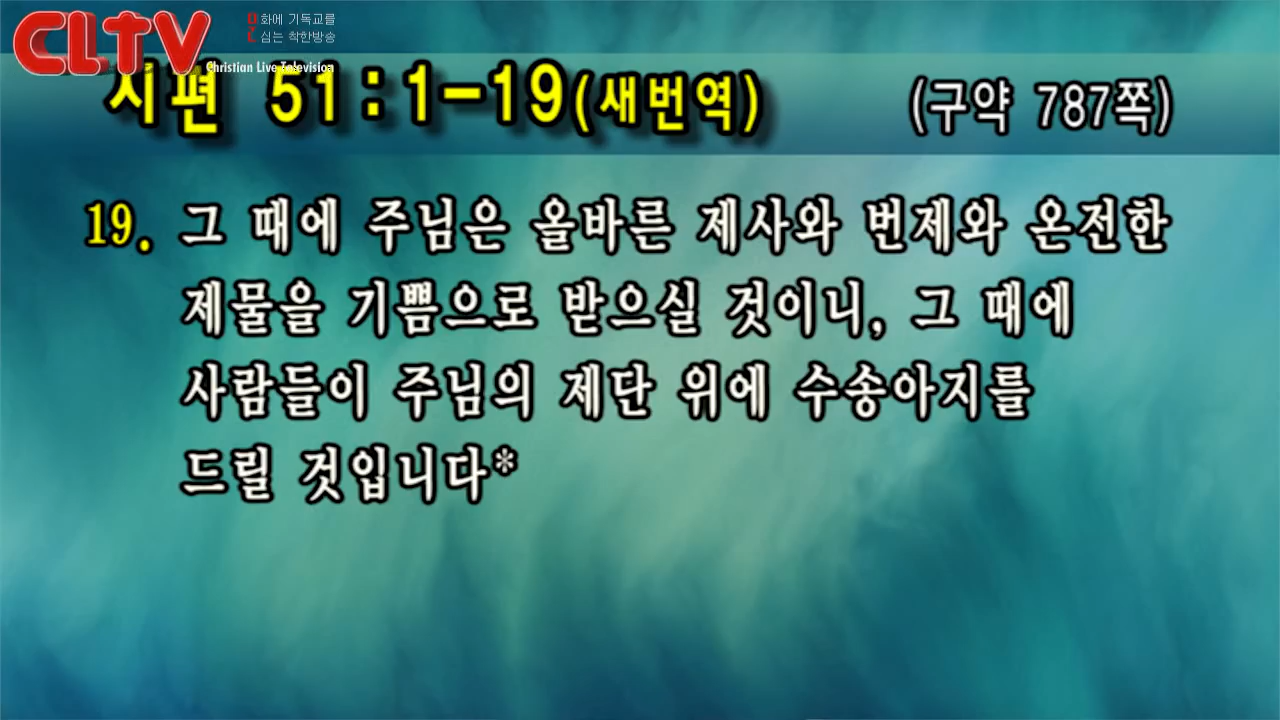 CLTV
문화에 기독교를
심는 착한방송
Christian Live Television
시편 51:1-19(새번역) (구약 787쪽)
19. 그 때에 주님은 올바른 제사와 번제와 온전한
제물을 기쁨으로 받으실 것이니, 그 때에
사람들이 주님의 제단 위에 수송아지를
드릴 것입니다*